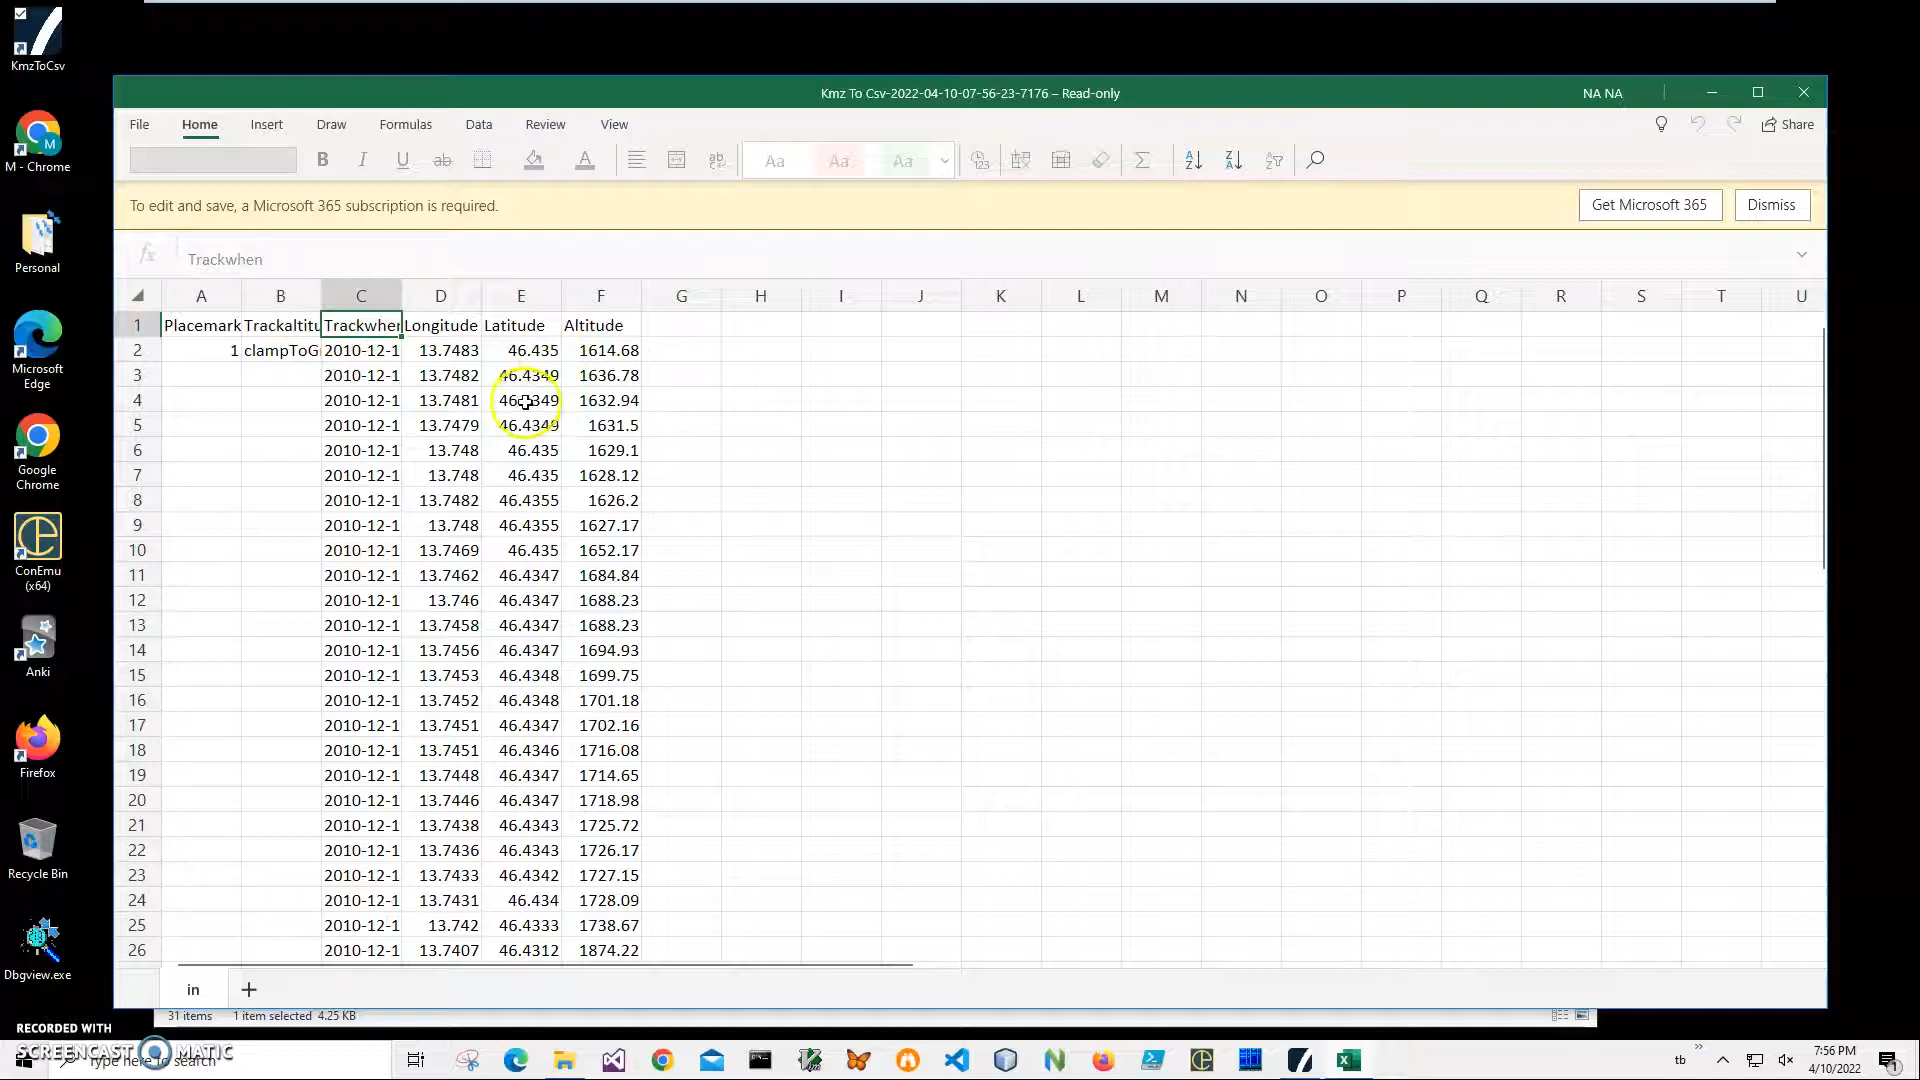 KmzToCsv
M - Chrome
Personal
Microsoft
Edge
Google
Chrome
ConEmu
(x64)
Anki
Firefox
Recycle Bin
Dbgview.exe
Kmz To Csv-2022-04-10-07-56-23-7176 – Read-only
NA NA
File Home Insert Draw Formulas Data Review View
Share
B I U ab
Aa Aa Aa
To edit and save, a Microsoft 365 subscription is required.
Get Microsoft 365 Dismiss
fx Trackwhen
A B C D E F G H I J K L M N O P Q R S T U
1 Placemark Trackaltitu Trackwher Longitude Latitude Altitude
2 1 clampToG 2010-12-1 13.7483 46.435 1614.68
3 2010-12-1 13.7482 46.4349 1636.78
4 2010-12-1 13.7481 46.4349 1632.94
5 2010-12-1 13.7479 46.4349 1631.5
6 2010-12-1 13.748 46.435 1629.1
7 2010-12-1 13.748 46.435 1628.12
8 2010-12-1 13.7482 46.4355 1626.2
9 2010-12-1 13.748 46.4355 1627.17
10 2010-12-1 13.7469 46.435 1652.17
11 2010-12-1 13.7462 46.4347 1684.84
12 2010-12-1 13.746 46.4347 1688.23
13 2010-12-1 13.7458 46.4347 1688.23
14 2010-12-1 13.7456 46.4347 1694.93
15 2010-12-1 13.7453 46.4348 1699.75
16 2010-12-1 13.7452 46.4348 1701.18
17 2010-12-1 13.7451 46.4347 1702.16
18 2010-12-1 13.7451 46.4346 1716.08
19 2010-12-1 13.7448 46.4347 1714.65
20 2010-12-1 13.7446 46.4347 1718.98
21 2010-12-1 13.7438 46.4343 1725.72
22 2010-12-1 13.7436 46.4343 1726.17
23 2010-12-1 13.7433 46.4342 1727.15
24 2010-12-1 13.7431 46.434 1728.09
25 2010-12-1 13.742 46.4333 1738.67
26 2010-12-1 13.7407 46.4312 1874.22
in
31 items 1 item selected 4.25 KB
RECORDED WITH
SCREENCAST MATIC
Type here to search
tb
7:56 PM
4/10/2022